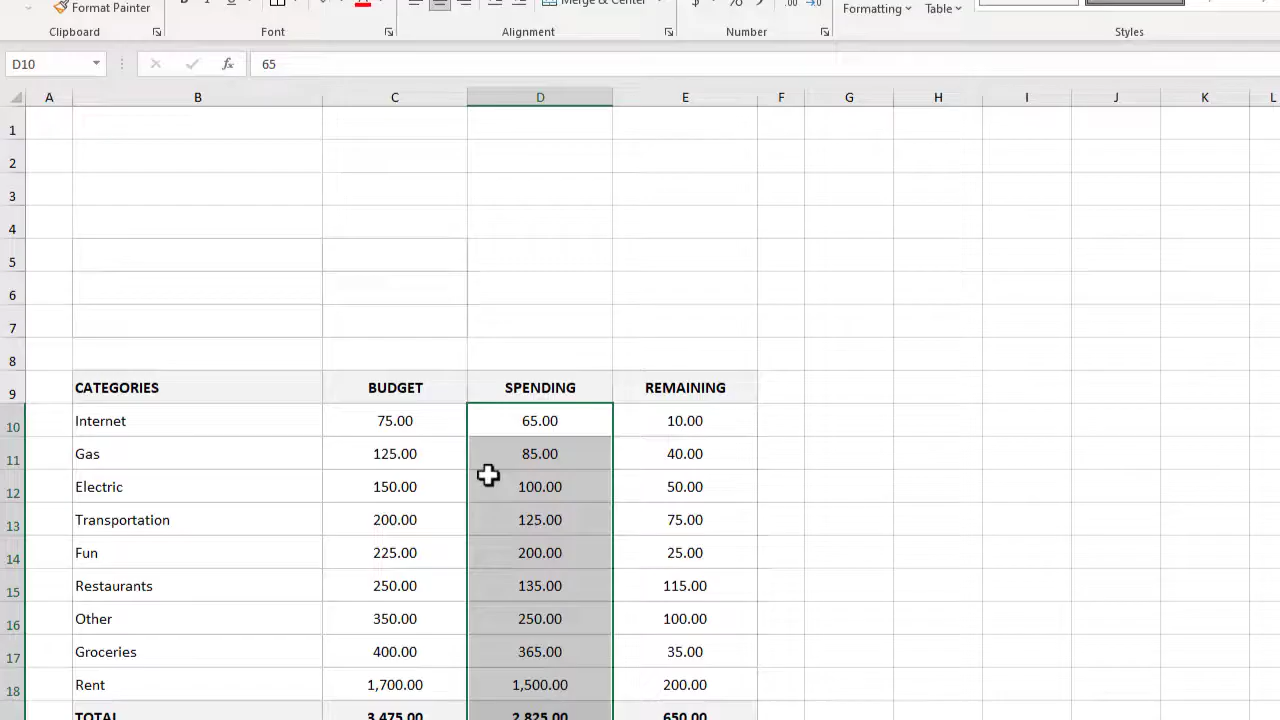 Format Painter
Merge & Center
$ %
.00
Formatting Table
Clipboard Font Alignment Number Styles
D10 fx 65
A B C D E F G H I J K L
1
2
3
4
5
6
7
8
9 CATEGORIES BUDGET SPENDING REMAINING
10 Internet 75.00 65.00 10.00
11 Gas 125.00 85.00 40.00
12 Electric 150.00 100.00 50.00
13 Transportation 200.00 125.00 75.00
14 Fun 225.00 200.00 25.00
15 Restaurants 250.00 135.00 115.00
16 Other 350.00 250.00 100.00
17 Groceries 400.00 365.00 35.00
18 Rent 1,700.00 1,500.00 200.00
TOTAL 3,475.00 2,825.00 650.00